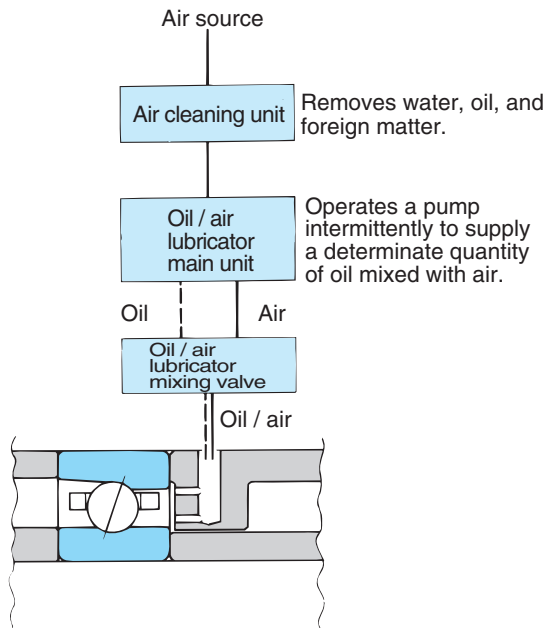 Air source
Air cleaning unit
Removes water, oil, and
foreign matter.
Oil / air
lubricator
main unit
Operates a pump
intermittently to supply
a determinate quantity
of oil mixed with air.
Oil
Air
Oil / air
lubricator
mixing valve
Oil / air